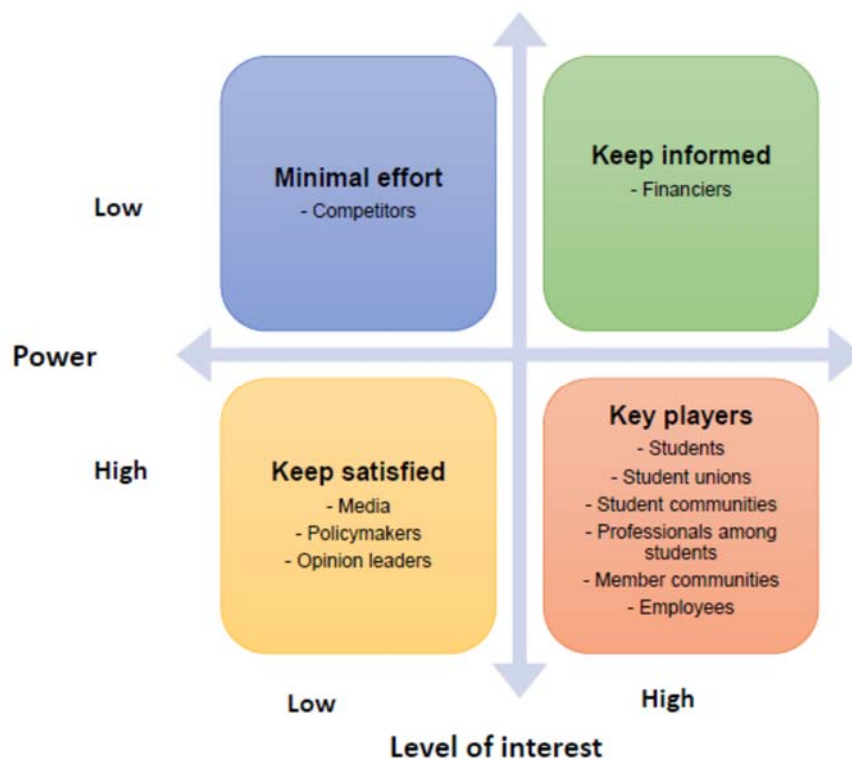 Minimal effort
- Competitors
Keep informed
- Financiers
Low
Power
High
Keep satisfied
- Media
- Policymakers
- Opinion leaders
Key players
- Students
- Student unions
- Student communities
- Professionals among
students
- Member communities
- Employees
Low
High
Level of interest